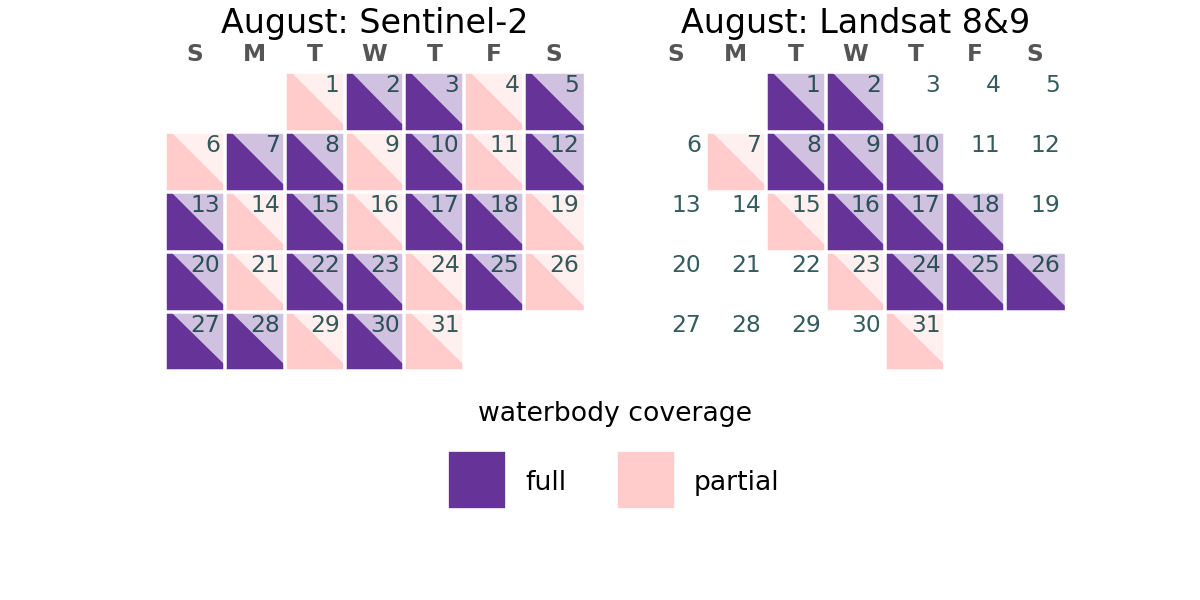 August: Sentinel-2
S M T W T F S
1 2 3 4 5
6 7 8 9 10 11 12
13 14 15 16 17 18 19
20 21 22 23 24 25 26
27 28 29 30 31
August: Landsat 8&9
S M T W T F S
1 2 3 4 5
6 7 8 9 10 11 12
13 14 15 16 17 18 19
20 21 22 23 24 25 26
27 28 29 30 31
waterbody coverage
full partial